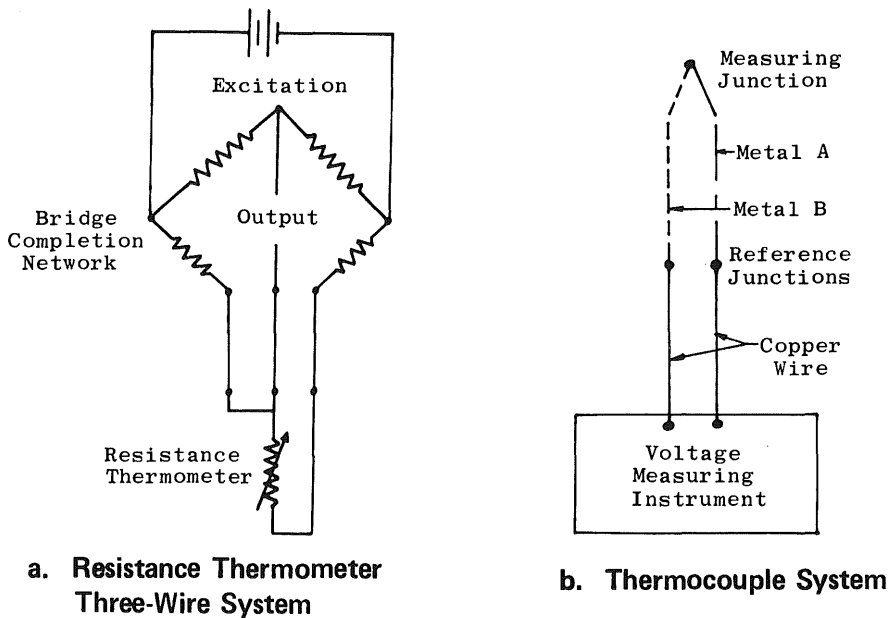 Excitation
Output
Bridge
Completion
Network
Resistance
Thermometer
a. Resistance Thermometer
Three-Wire System
Measuring
Junction
Metal A
Metal B
Reference
Junctions
Copper
Wire
Voltage
Measuring
Instrument
b. Thermocouple System